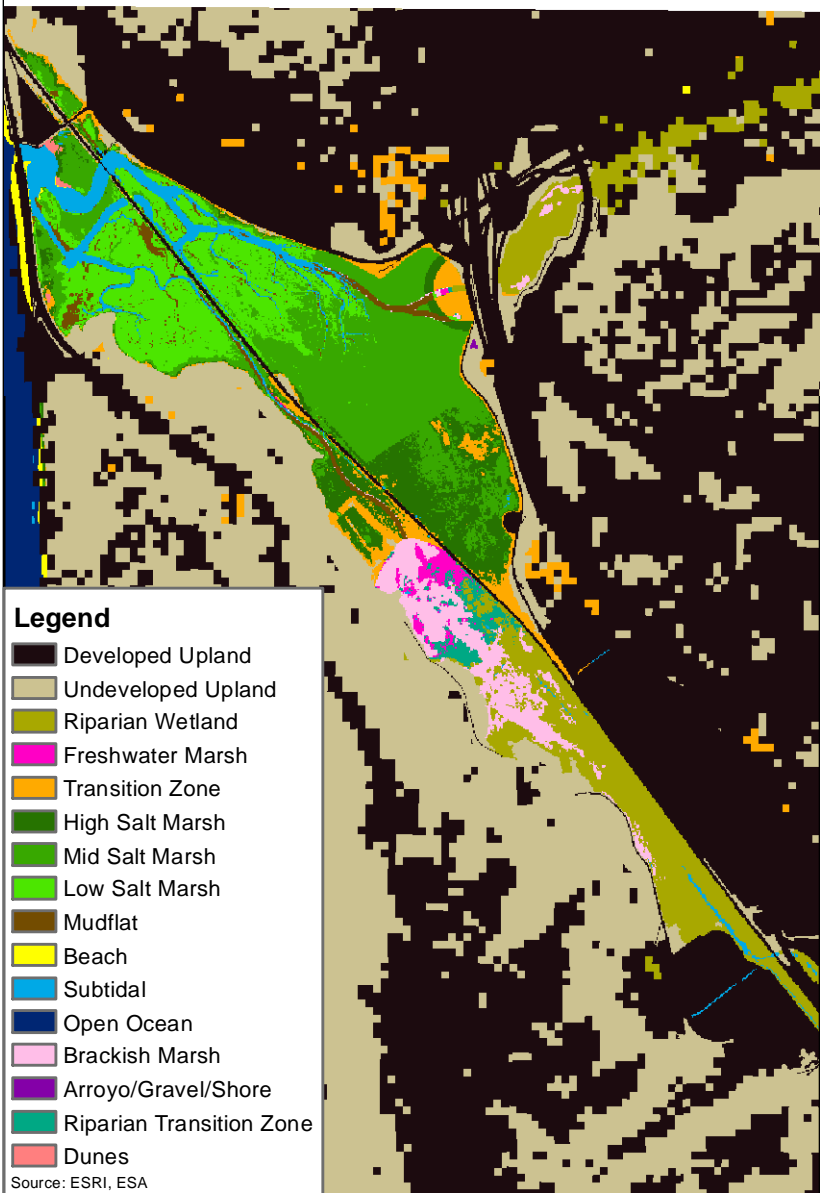 Legend
Developed Upland
Undeveloped Upland
Riparian Wetland
Freshwater Marsh
Transition Zone
High Salt Marsh
Mid Salt Marsh
Low Salt Marsh
Mudflat
Beach
Subtidal
Open Ocean
Brackish Marsh
Arroyo/Gravel/Shore
Riparian Transition Zone
Dunes
Source: ESRI, ESA